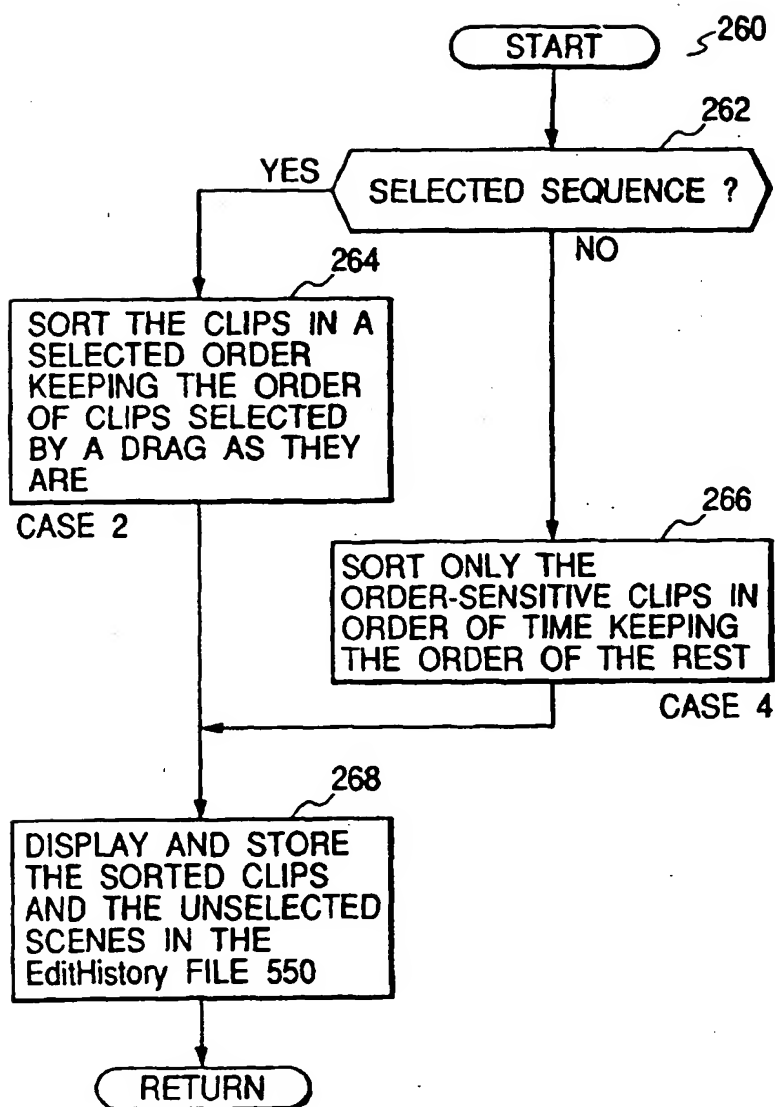 START
260
262
YES
SELECTED SEQUENCE ?
NO
264
SORT THE CLIPS IN A
SELECTED ORDER
KEEPING THE ORDER
OF CLIPS SELECTED
BY A DRAG AS THEY
ARE
CASE 2
266
SORT ONLY THE
ORDER-SENSITIVE CLIPS IN
ORDER OF TIME KEEPING
THE ORDER OF THE REST
CASE 4
268
DISPLAY AND STORE
THE SORTED CLIPS
AND THE UNSELECTED
SCENES IN THE
EditHistory FILE 550
RETURN